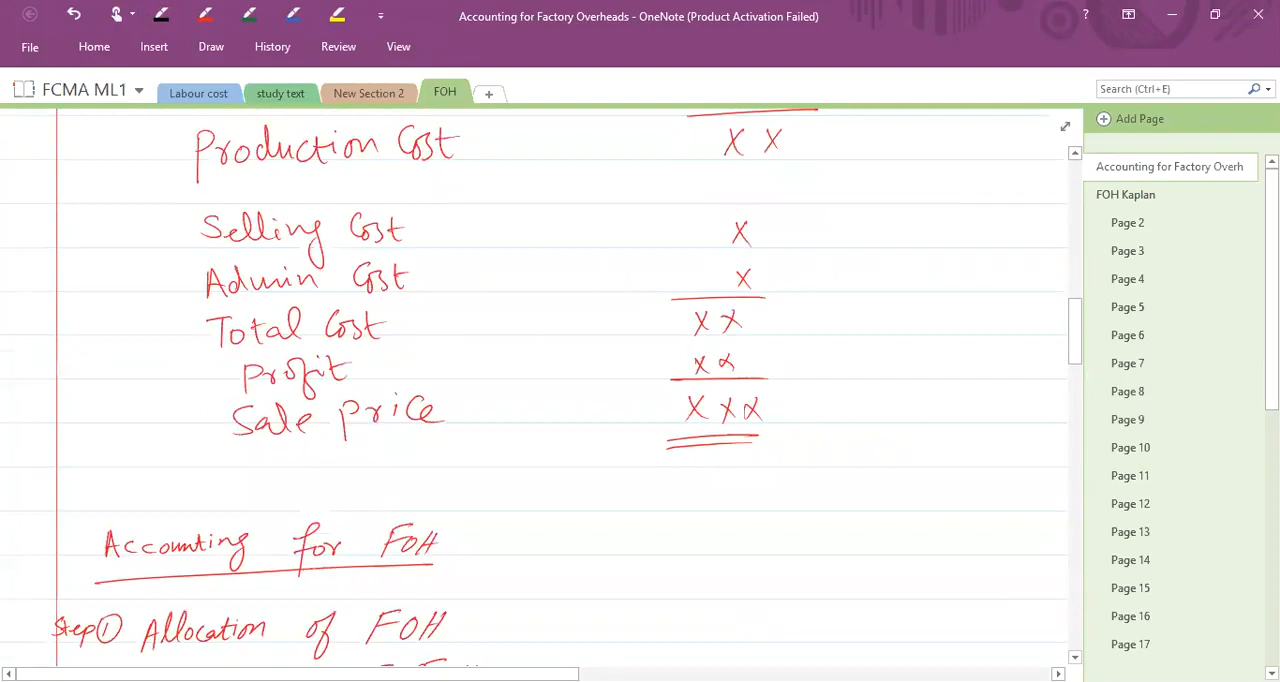 Accounting for Factory Overheads - OneNote (Product Activation Failed)
?
File Home Insert Draw History Review View
FCMA ML1 Labour cost study text New Section 2 FOH +
Search (Ctrl+E)
Add Page
Production Cost X X
Accounting for Factory Overh
FOH Kaplan
Selling Cost X
Page 2
Page 3
Admin Cost X
Page 4
Total Cost X X
Page 5
Page 6
Profit X X
Page 7
Sale price X X X
Page 8
Page 9
Page 10
Page 11
Page 12
Accounting for FOH
Page 13
Page 14
Page 15
Step 1 Allocation of FOH
Page 16
Page 17